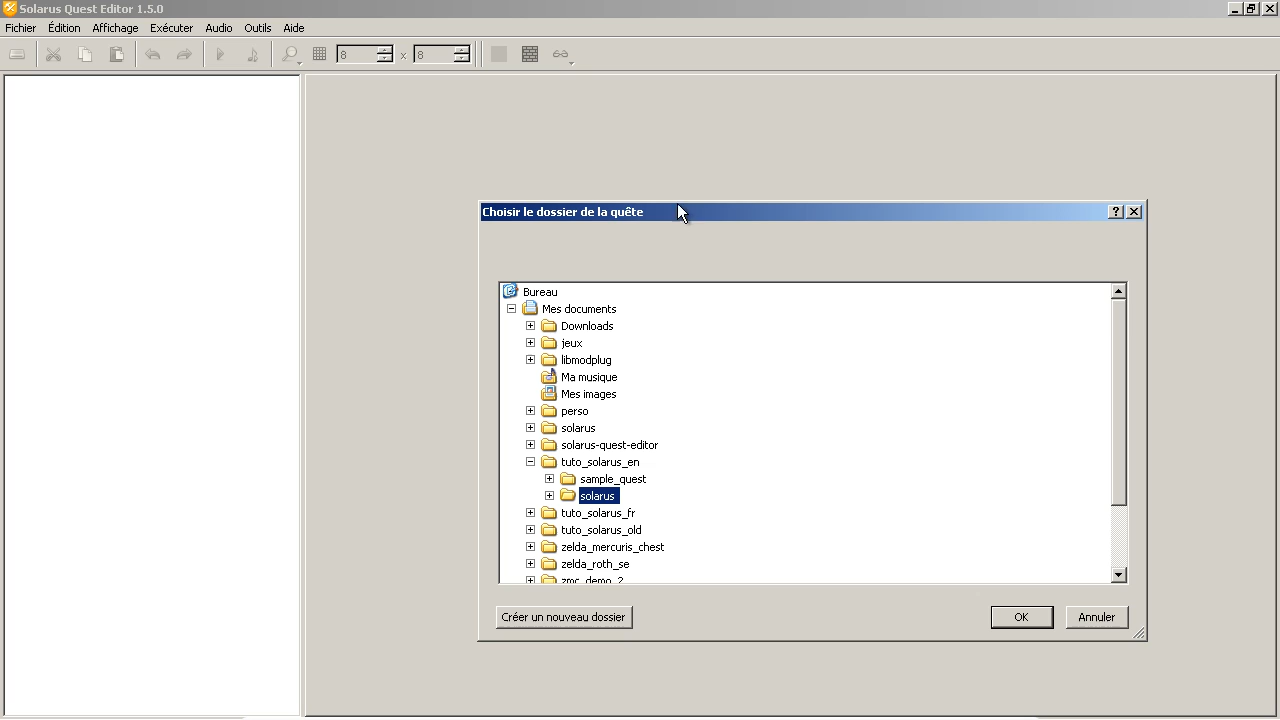 Solarus Quest Editor 1.5.0
Fichier Édition Affichage Exécuter Audio Outils Aide
8 x 8
Choisir le dossier de la quête
Bureau
Mes documents
Downloads
jeux
libmodplug
Ma musique
Mes images
perso
solarus
solarus-quest-editor
tuto_solarus_en
sample_quest
solarus
tuto_solarus_fr
tuto_solarus_old
zelda_mercuris_chest
zelda_roth_se
zmc_demo_2
Créer un nouveau dossier OK Annuler